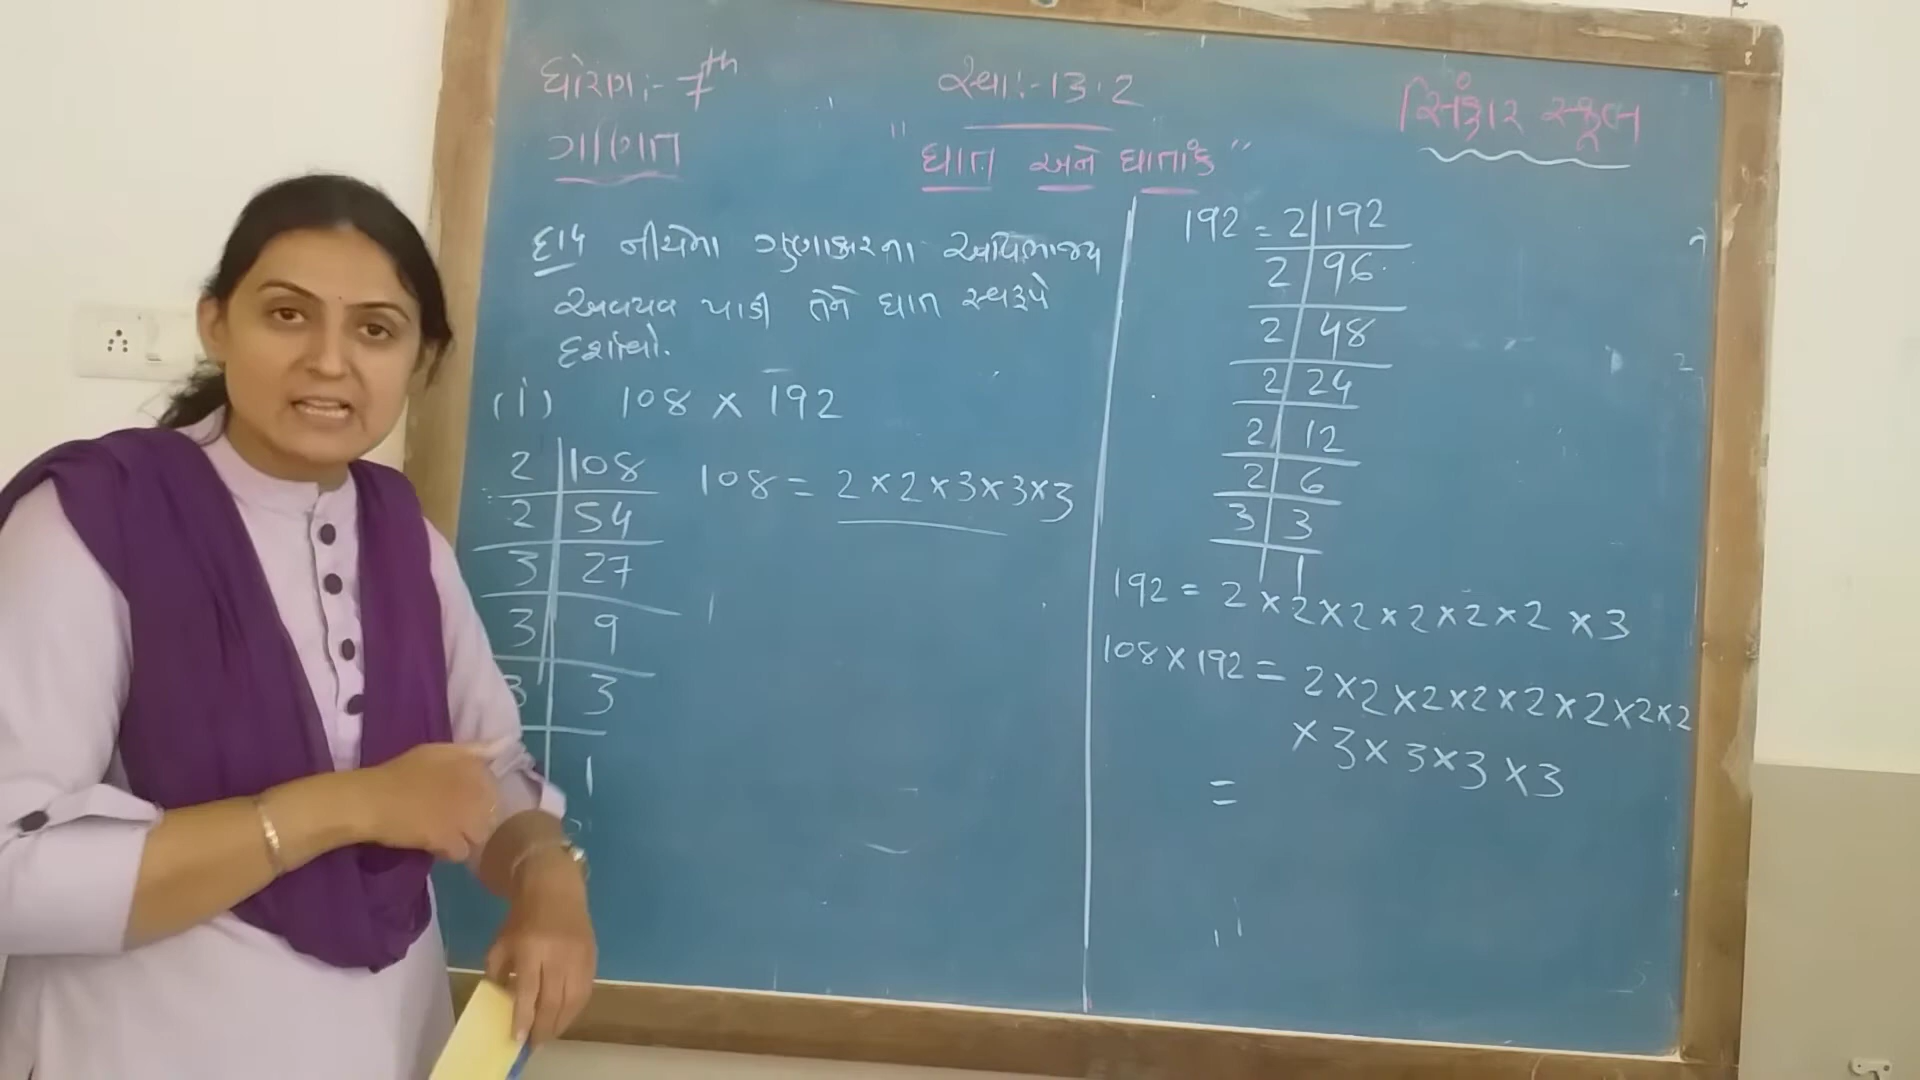 ધોરણ:- 7th
ગણિત
સ્વા:- 13.2
"ઘાત અને ઘાતાંક"
સ્કૂલ
દા૫ નીચેના ગુણાકારના અવિભાજ્ય
અવયવ પાડી તેને ઘાત સ્વરૂપે
દર્શાવો.
(i) 108 × 192
2 | 108
2 | 54
3 | 27
3 | 9
3 | 3
1
108 = 2 × 2 × 3 × 3 × 3
192 = 2 | 192
2 | 96
2 | 48
2 | 24
2 | 12
2 | 6
3 | 3
1
192 = 2 × 2 × 2 × 2 × 2 × 2 × 3
108 × 192 = 2 × 2 × 2 × 2 × 2 × 2 × 2 × 2
× 3 × 3 × 3 × 3
=